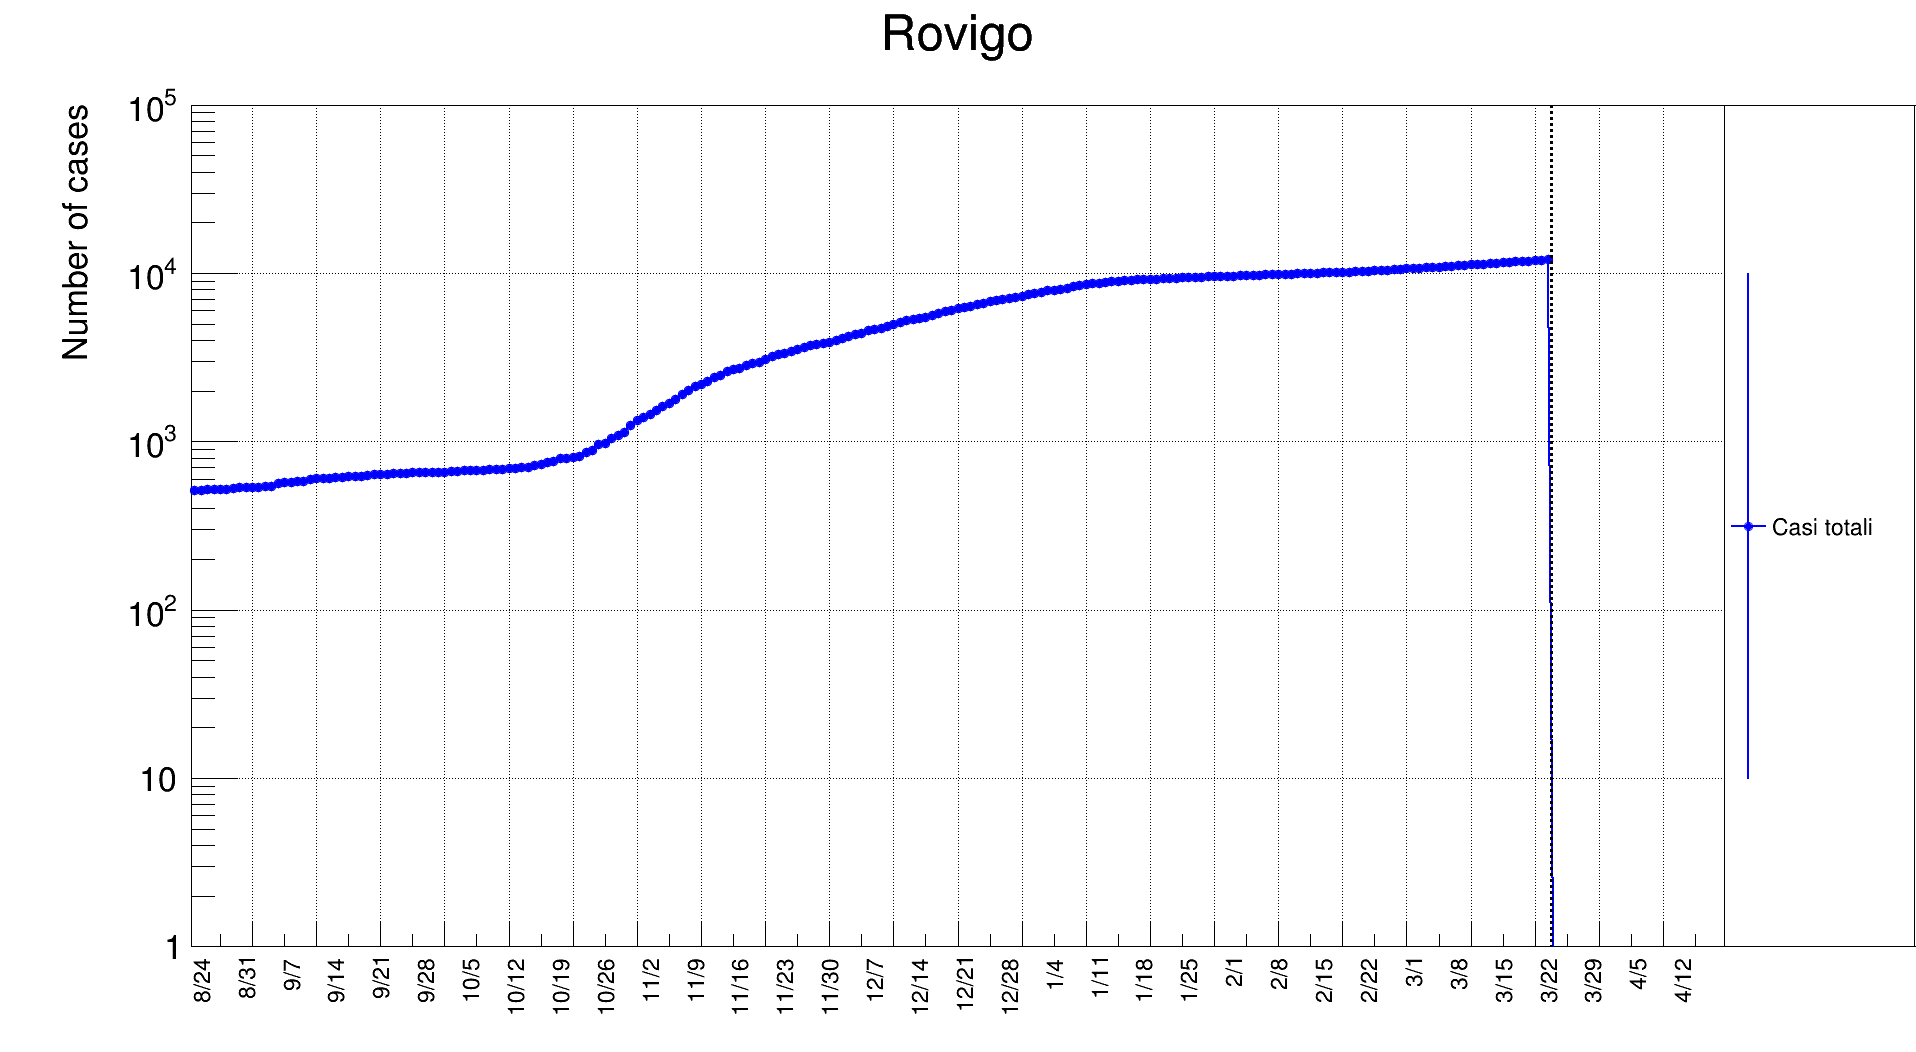 Rovigo
Number of cases
10^5
10^4
10^3
10^2
10
1
8/24 8/31 9/7 9/14 9/21 9/28 10/5 10/12 10/19 10/26 11/2 11/9 11/16 11/23 11/30 12/7 12/14 12/21 12/28 1/4 1/11 1/18 1/25 2/1 2/8 2/15 2/22 3/1 3/8 3/15 3/22 3/29 4/5 4/12
Casi totali